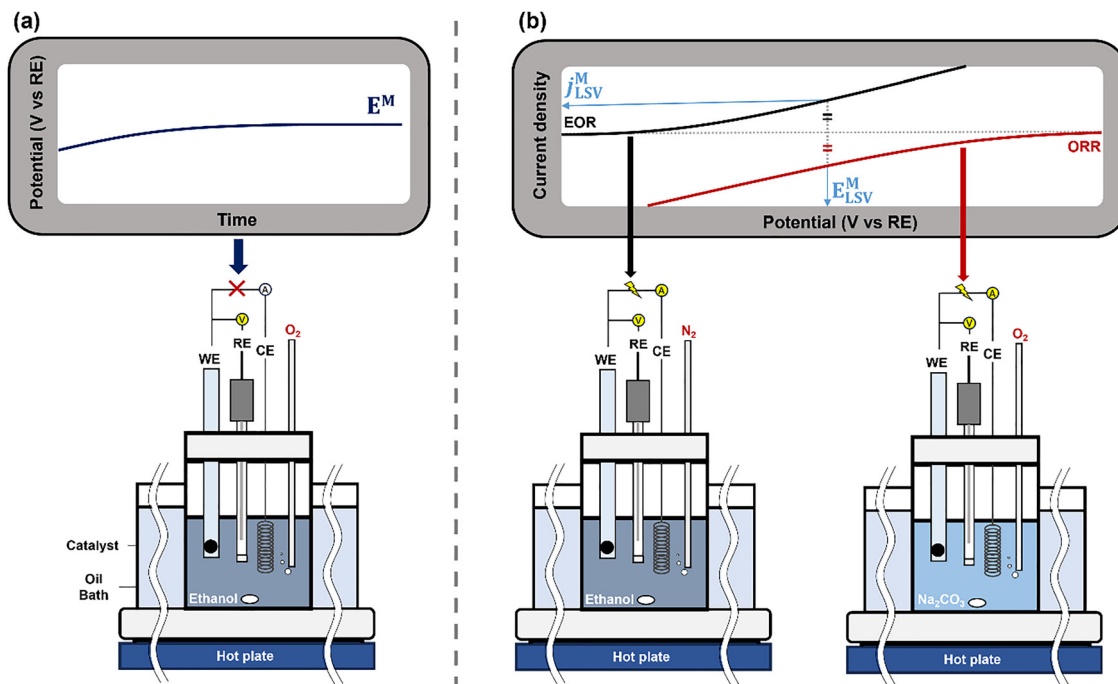 (a)
Potential (V vs RE)
E^M
Time
A
V
O₂
RE
CE
WE
Catalyst
Oil
Bath
Ethanol
Hot plate
(b)
Current density
j^M_LSV
EOR
=
=
ORR
E^M_LSV
Potential (V vs RE)
A
V
N₂
RE
CE
WE
Ethanol
Hot plate
A
V
O₂
RE
CE
WE
Na₂CO₃
Hot plate